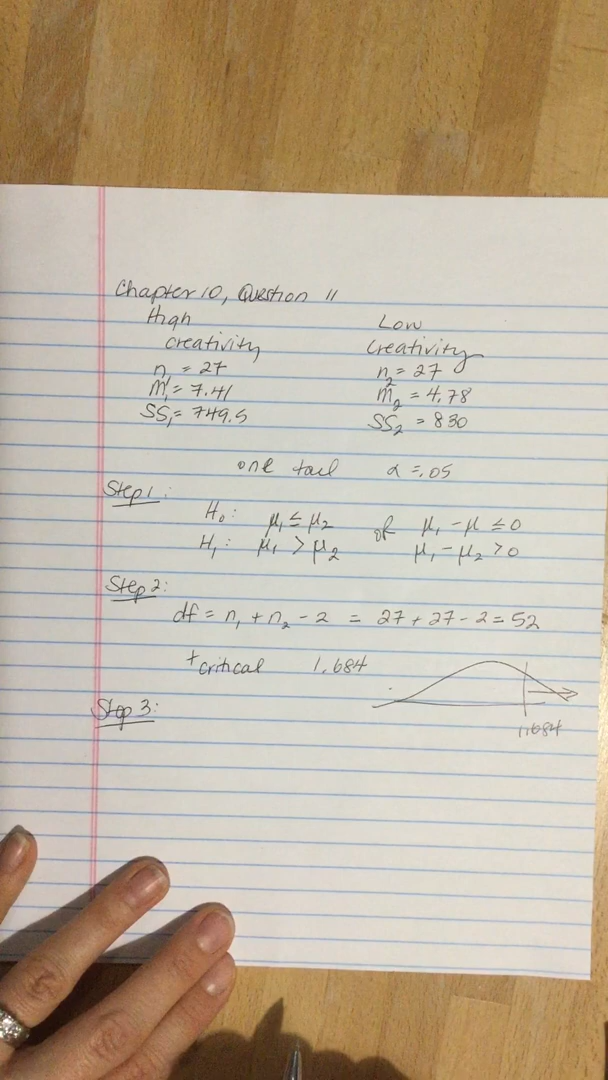 Chapter 10, Question 11
High creativity
n₁ = 27
m₁ = 7.41
SS₁ = 749.5
Low Creativity
n₂ = 27
m₂ = 4.78
SS₂ = 830
one tail α = .05
Step 1:
H₀: μ₁ ≤ μ₂ of μ₁ - μ ≤ 0
H₁: μ₁ > μ₂ μ₁ - μ₂ > 0
Step 2:
df = n₁ + n₂ - 2 = 27 + 27 - 2 = 52
t critical 1.684
1.684
Step 3: